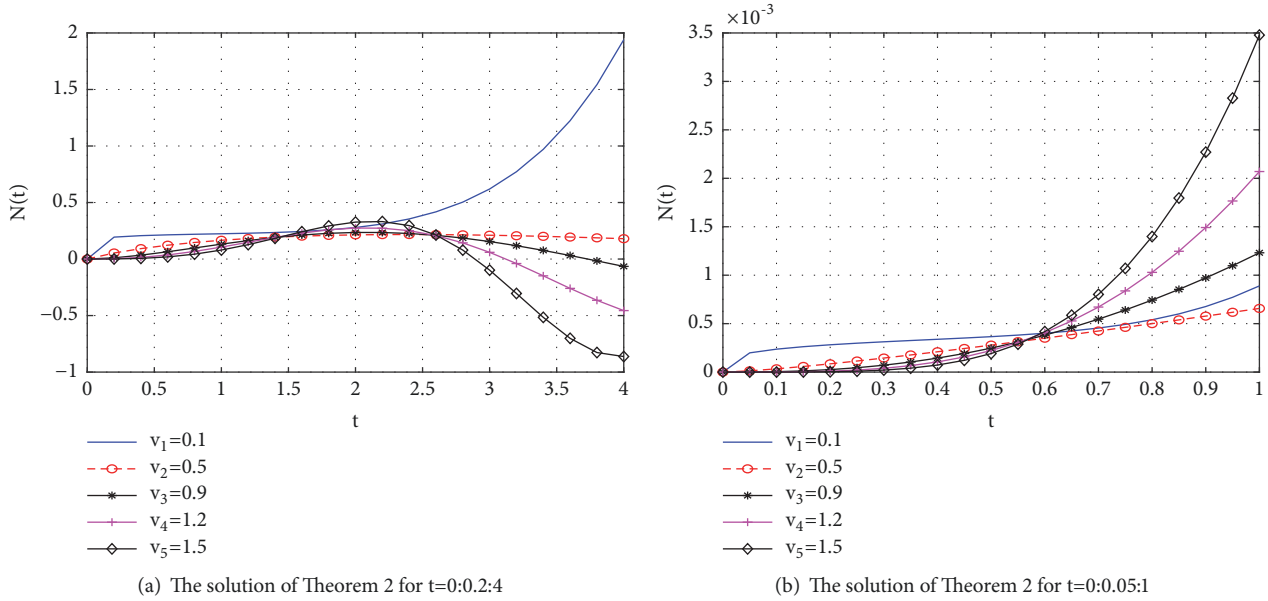 2
1.5
1
0.5
0
−0.5
−1
N(t)
0 0.5 1 1.5 2 2.5 3 3.5 4
t
v1=0.1
v2=0.5
v3=0.9
v4=1.2
v5=1.5
(a) The solution of Theorem 2 for t=0:0.2:4
×10-3
3.5
3
2.5
2
1.5
1
0.5
0
N(t)
0 0.1 0.2 0.3 0.4 0.5 0.6 0.7 0.8 0.9 1
t
v1=0.1
v2=0.5
v3=0.9
v4=1.2
v5=1.5
(b) The solution of Theorem 2 for t=0:0.05:1